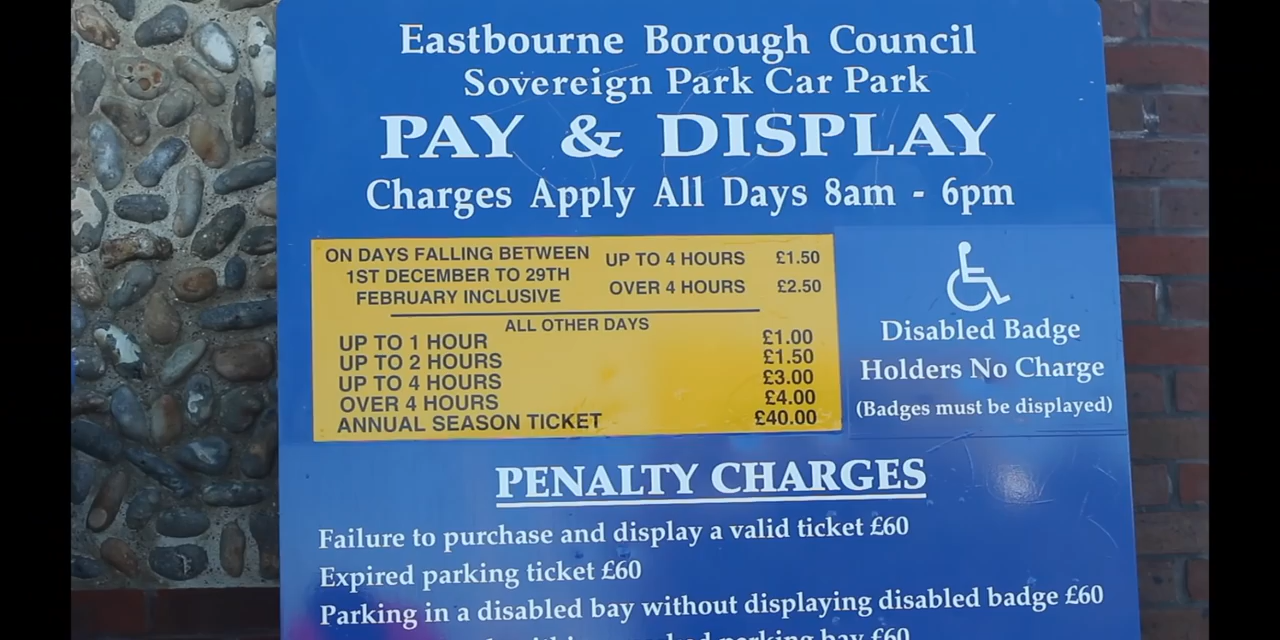 Eastbourne Borough Council
Sovereign Park Car Park
PAY & DISPLAY
Charges Apply All Days 8am - 6pm
ON DAYS FALLING BETWEEN
1ST DECEMBER TO 29TH
FEBRUARY INCLUSIVE
UP TO 4 HOURS £1.50
OVER 4 HOURS £2.50
ALL OTHER DAYS
UP TO 1 HOUR £1.00
UP TO 2 HOURS £1.50
UP TO 4 HOURS £3.00
OVER 4 HOURS £4.00
ANNUAL SEASON TICKET £40.00
Disabled Badge
Holders No Charge
(Badges must be displayed)
PENALTY CHARGES
Failure to purchase and display a valid ticket £60
Expired parking ticket £60
Parking in a disabled bay without displaying disabled badge £60
parking bay £60